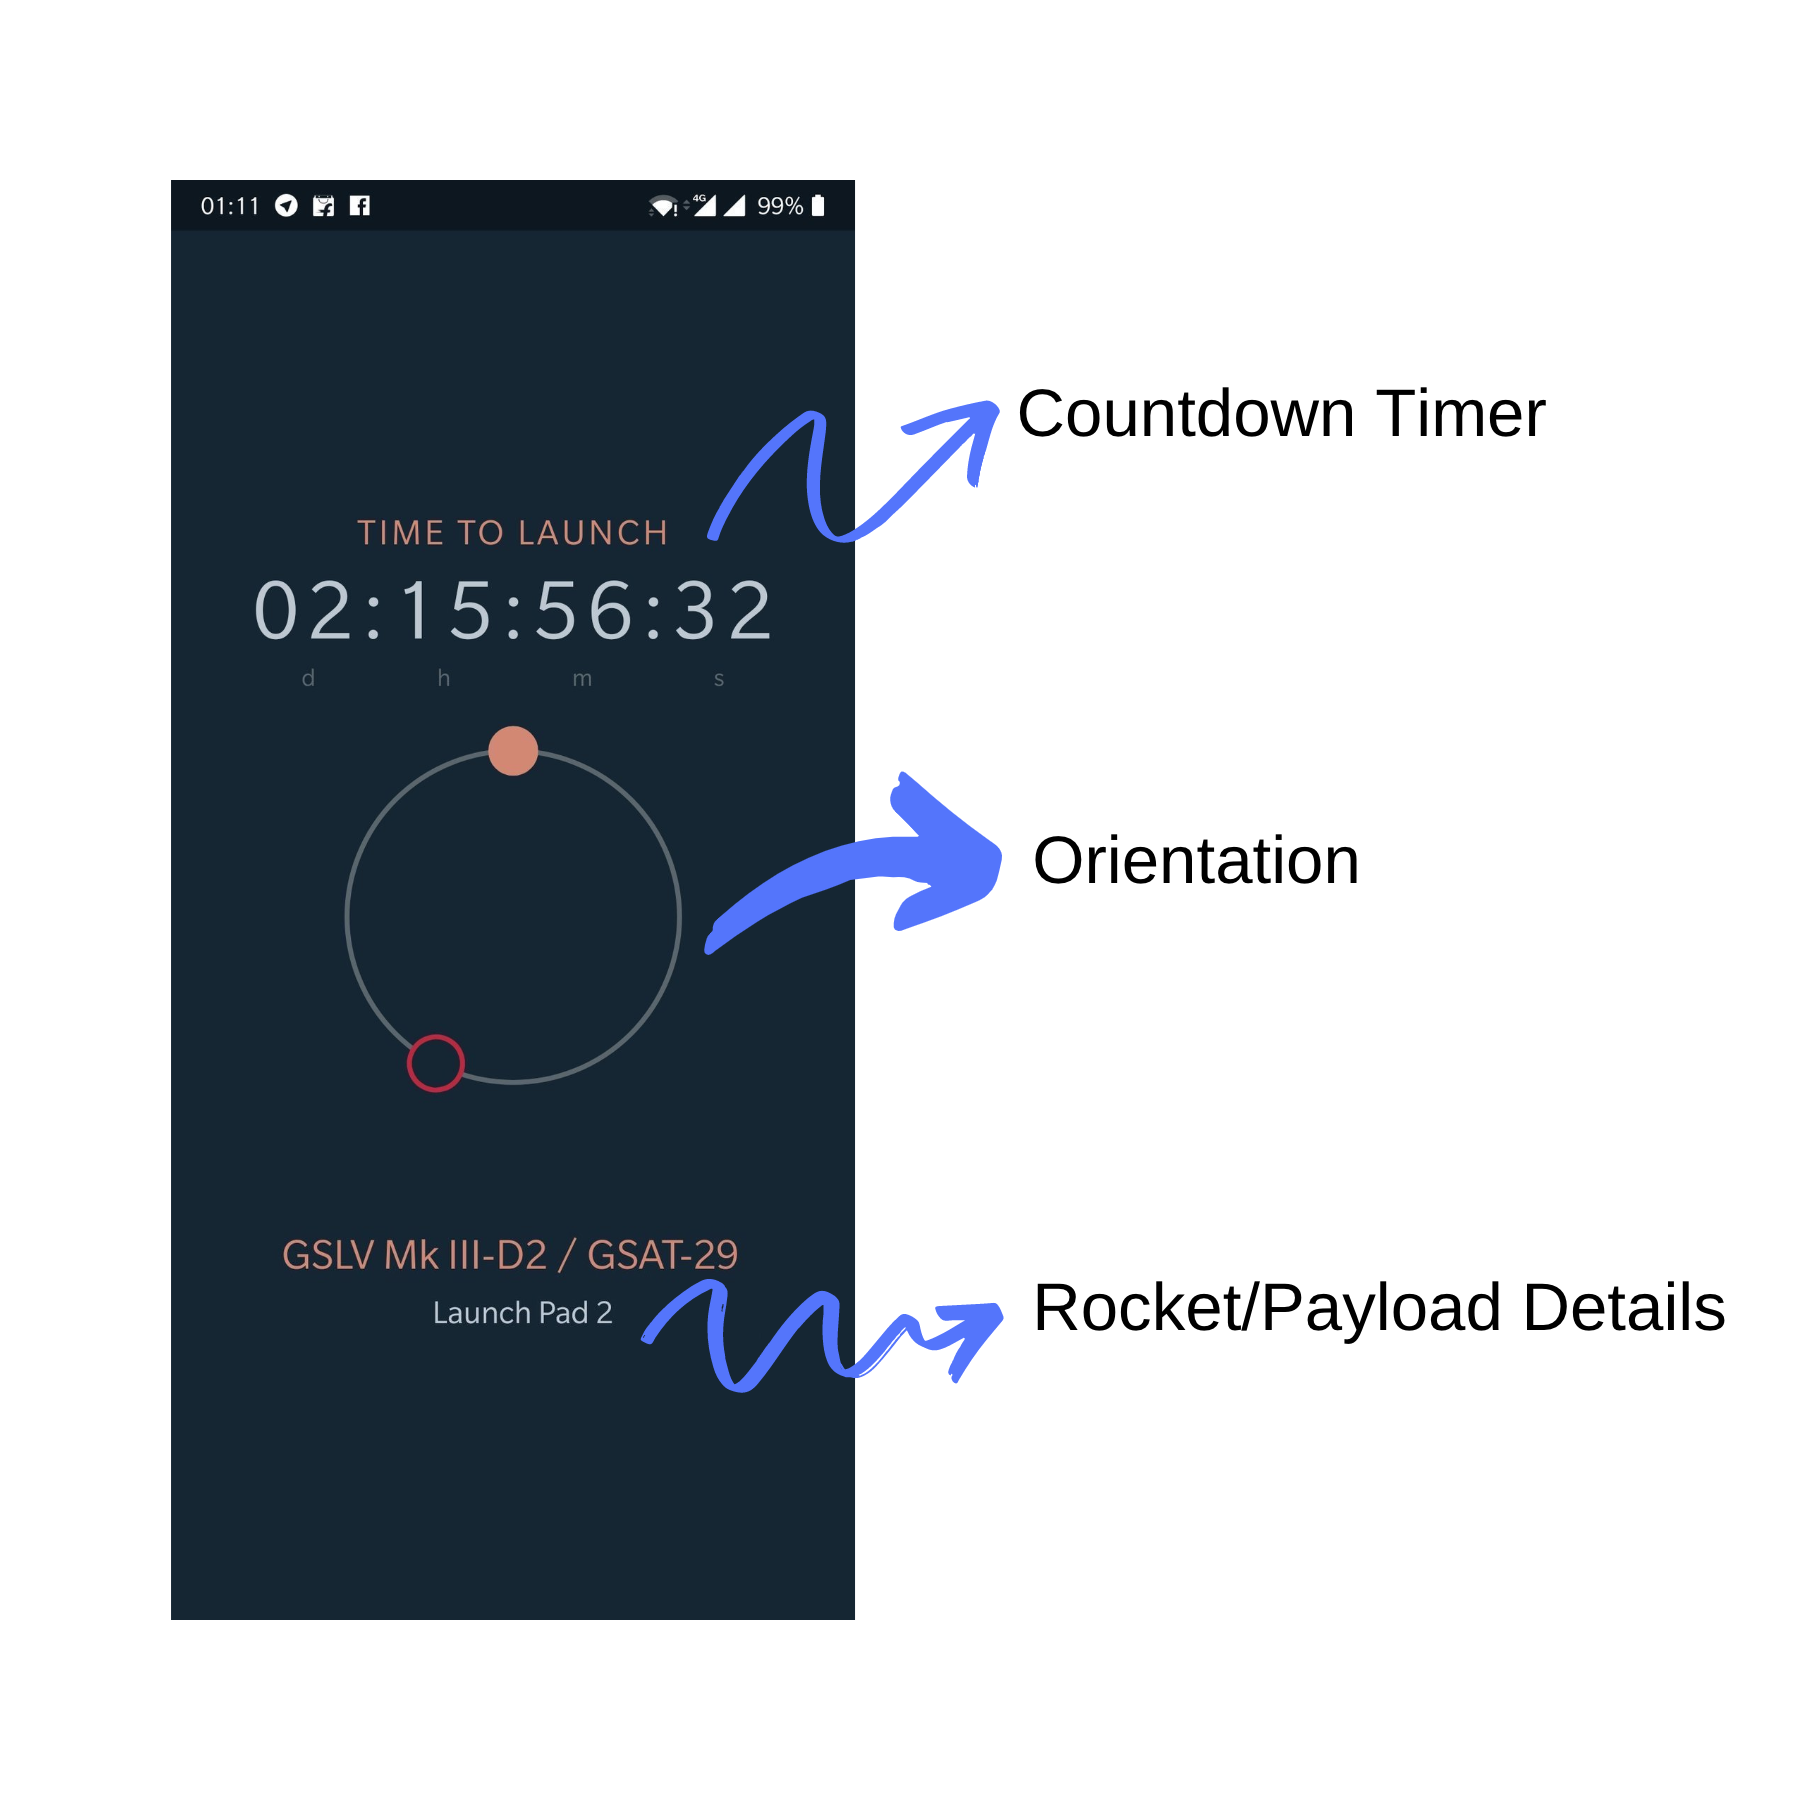 01:11 4G 99%
Countdown Timer
TIME TO LAUNCH
02:15:56:32
d h m s
Orientation
GSLV Mk III-D2 / GSAT-29
Launch Pad 2
Rocket/Payload Details